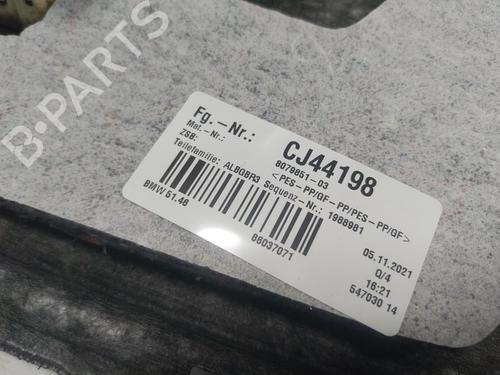 B-PARTS
Fg.-Nr.: CJ44198
Mat.-Nr.: 8079851-03
ZSB: <PES-PP/GF-PP/PES-PP/GF>
Teilefamilie: ALBGBR3 Sequenz-Nr.: 1988981
BMW 51.48
86037071
05.11.2021
Q/4
16:21
547030 14